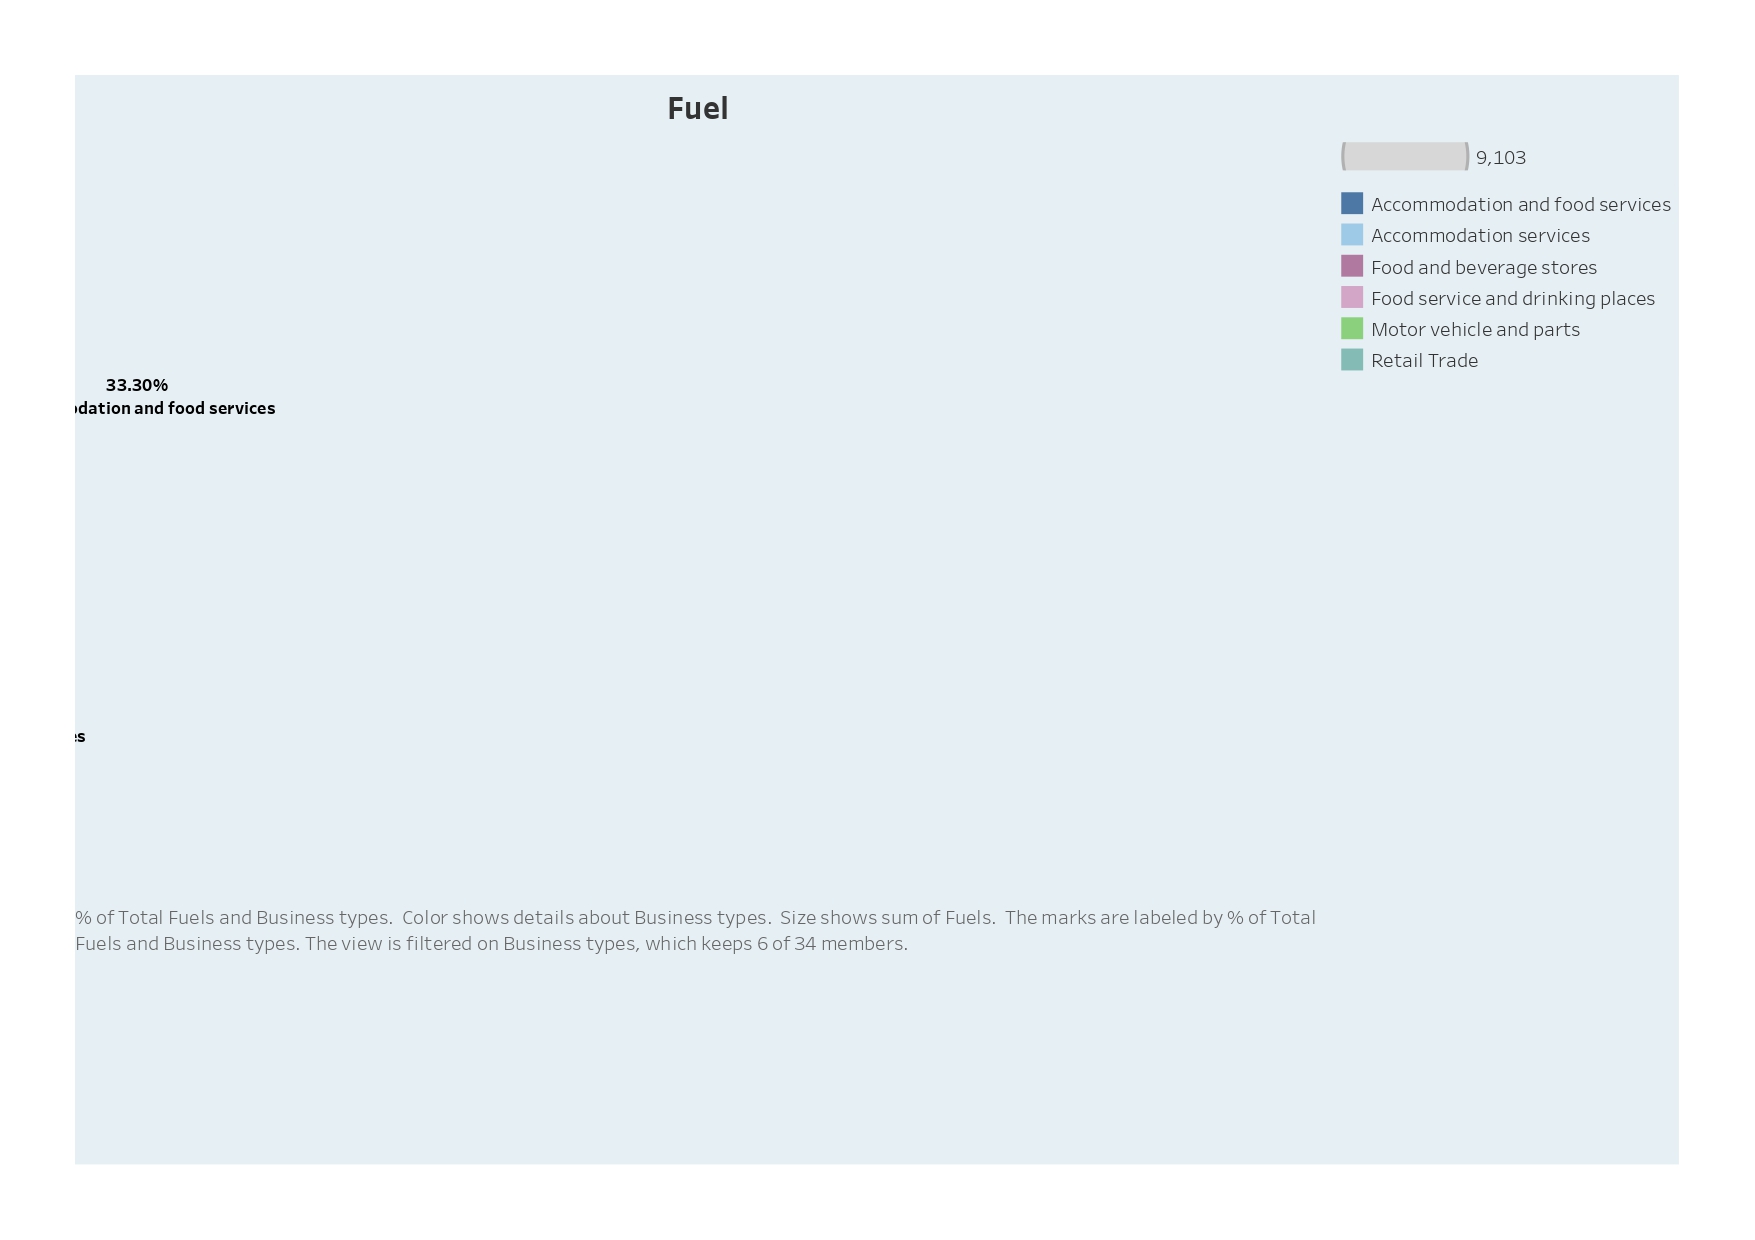 Fuel
9,103
Accommodation and food services
Accommodation services
Food and beverage stores
Food service and drinking places
Motor vehicle and parts
Retail Trade
33.30%
and food services
% of Total Fuels and Business types. Color shows details about Business types. Size shows sum of Fuels. The marks are labeled by % of Total
Fuels and Business types. The view is filtered on Business types, which keeps 6 of 34 members.